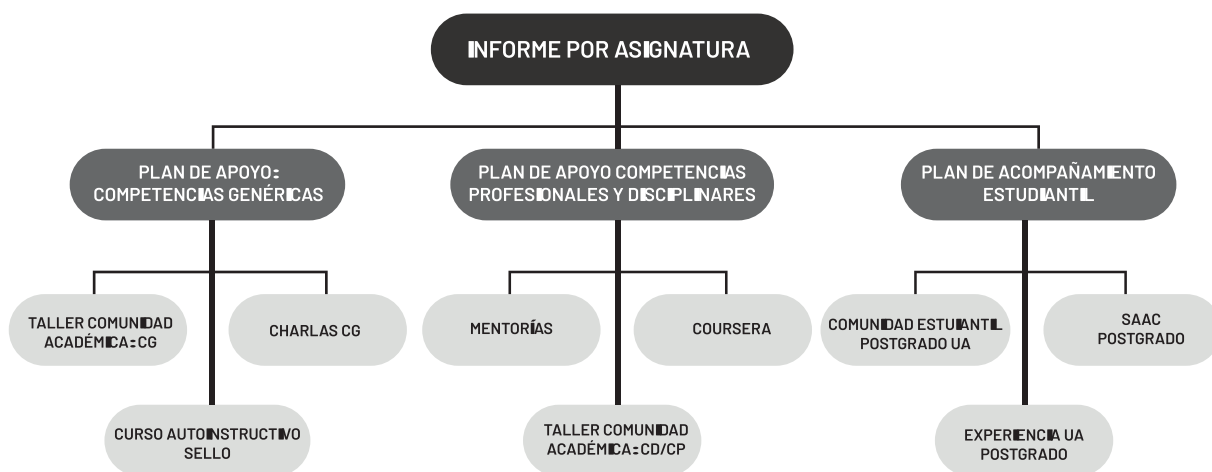 INFORME POR ASIGNATURA
PLAN DE APOYO:
COMPETENCIAS GENÉRICAS
PLAN DE APOYO COMPETENCIAS
PROFESIONALES Y DISCIPLINARES
PLAN DE ACOMPAÑAMIENTO
ESTUDIANTIL
TALLER COMUNIDAD
ACADÉMICA: CG
CHARLAS CG
MENTORÍAS
COURSERA
COMUNIDAD ESTUIANTIL
POSTGRADO UA
SAAC
POSTGRADO
CURSO AUTOINSTRUCTIVO
SELLO
TALLER COMUNIDAD
ACADÉMICA: CD/CP
EXPERIENCIA UA
POSTGRADO